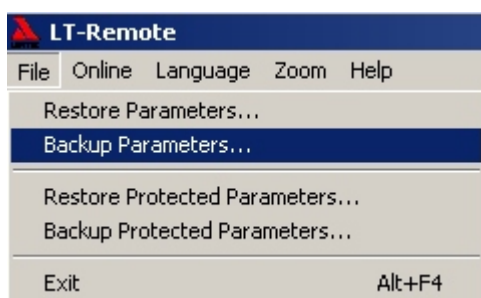 LT-Remote
File Online Language Zoom Help
Restore Parameters...
Backup Parameters...
Restore Protected Parameters...
Backup Protected Parameters...
Exit Alt+F4